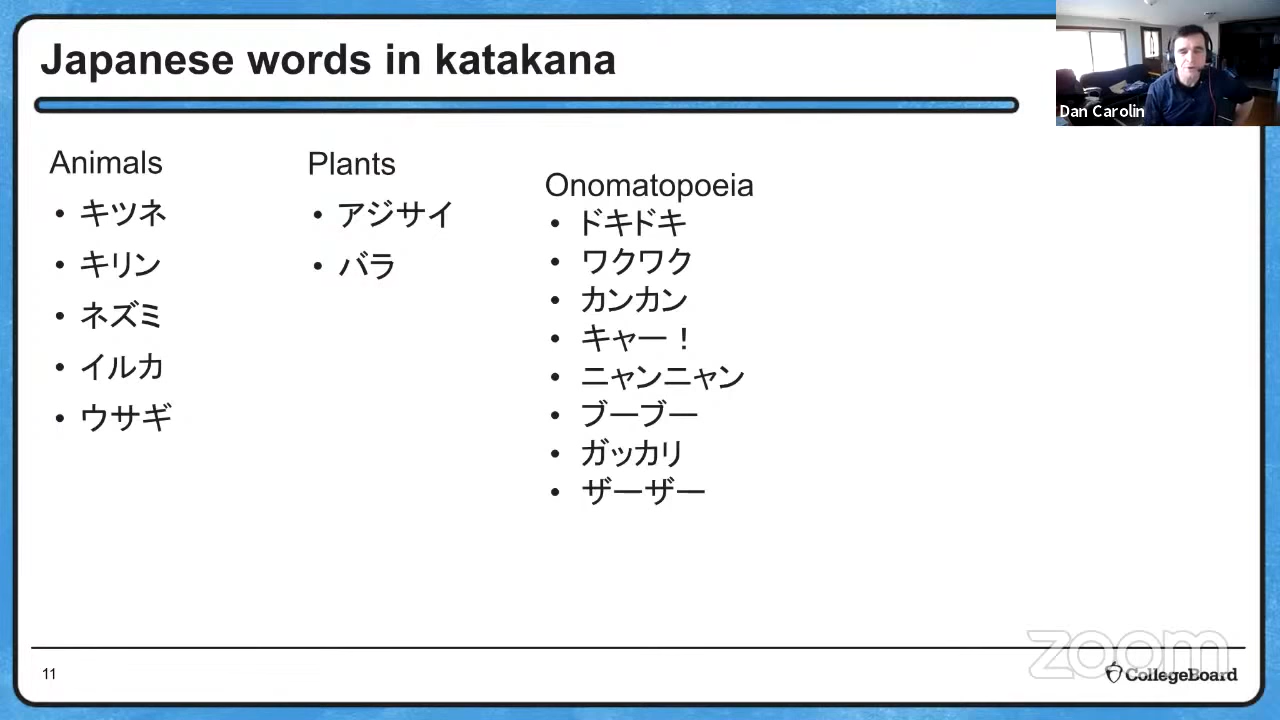 Japanese words in katakana
Dan Carolin
Animals
• キツネ
• キリン
• ネズミ
• イルカ
• ウサギ
Plants
• アジサイ
• バラ
Onomatopoeia
• ドキドキ
• ワクワク
• カンカン
• キャー！
• ニャンニャン
• ブーブー
• ガッカリ
• ザーザー
zoom
11
CollegeBoard